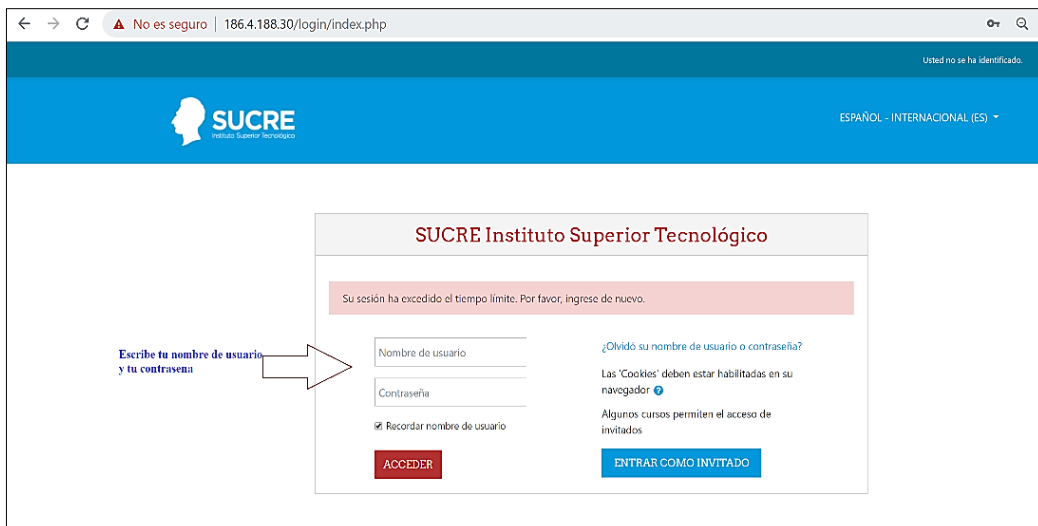 No es seguro | 186.4.188.30/login/index.php
Usted no se ha identificado.
SUCRE
Instituto Superior Tecnológico
ESPAÑOL - INTERNACIONAL (ES)
SUCRE Instituto Superior Tecnológico
Su sesión ha excedido el tiempo límite. Por favor, ingrese de nuevo.
Escribe tu nombre de usuario
y tu contrasena
Nombre de usuario
Contraseña
Recordar nombre de usuario
ACCEDER
¿Olvidó su nombre de usuario o contraseña?
Las 'Cookies' deben estar habilitadas en su
navegador
Algunos cursos permiten el acceso de
invitados
ENTRAR COMO INVITADO